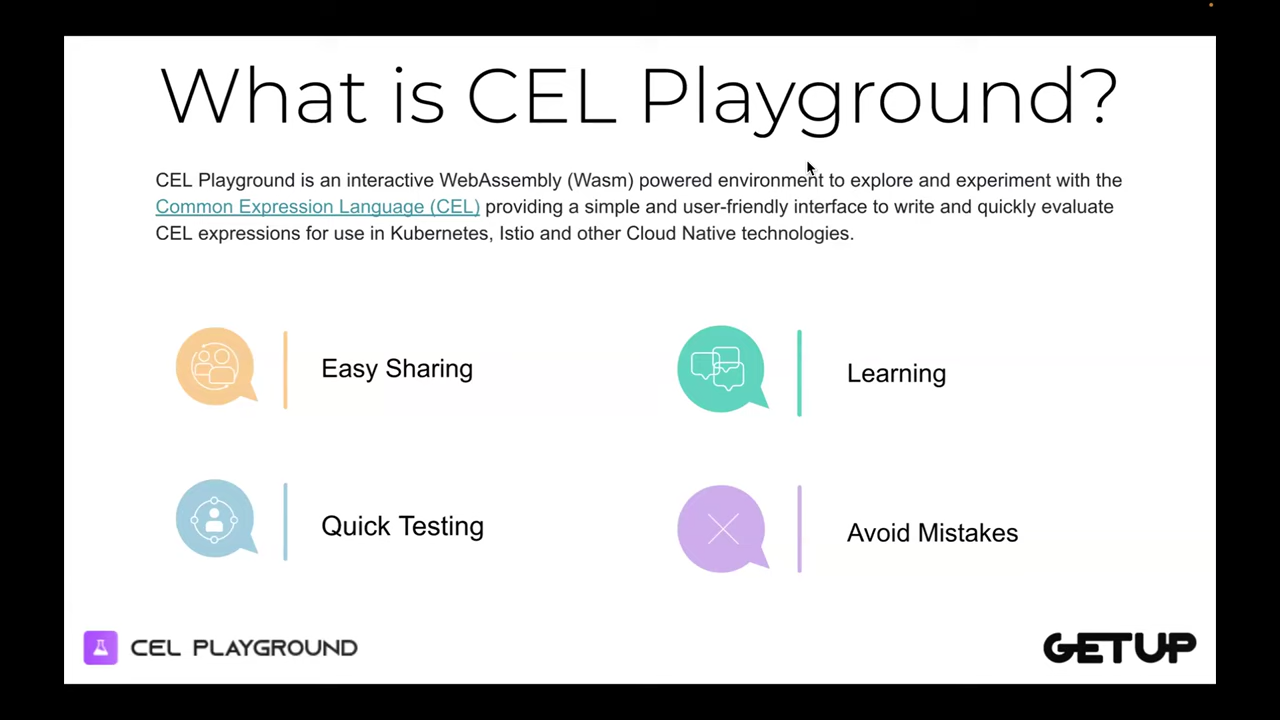 What is CEL Playground?
CEL Playground is an interactive WebAssembly (Wasm) powered environment to explore and experiment with the
Common Expression Language (CEL) providing a simple and user-friendly interface to write and quickly evaluate
CEL expressions for use in Kubernetes, Istio and other Cloud Native technologies.
Easy Sharing
Learning
Quick Testing
Avoid Mistakes
CEL PLAYGROUND
GETUP